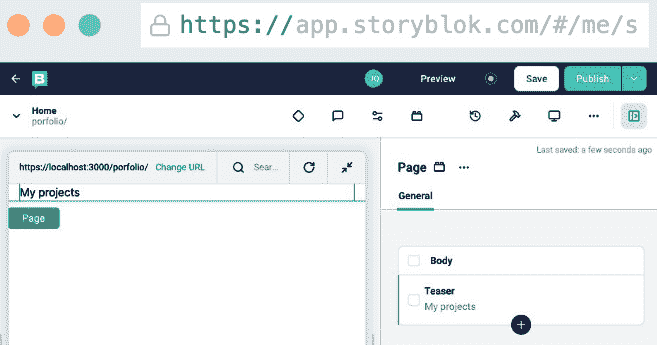 https://app.storyblok.com/#/me/s
B
JO
Preview
Save
Publish
Home
porfolio/
Last saved: a few seconds ago
https://localhost:3000/porfolio/ Change URL
Sear...
Page
General
My projects
Page
Body
Teaser
My projects